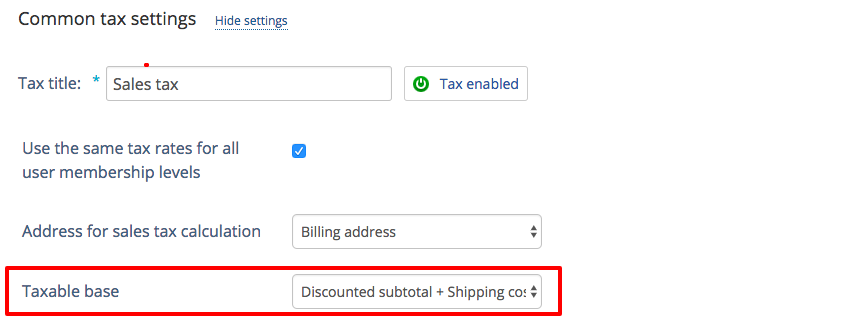 Common tax settings Hide settings
Tax title: * Sales tax Tax enabled
Use the same tax rates for all
user membership levels
Address for sales tax calculation Billing address
Taxable base Discounted subtotal + Shipping cos